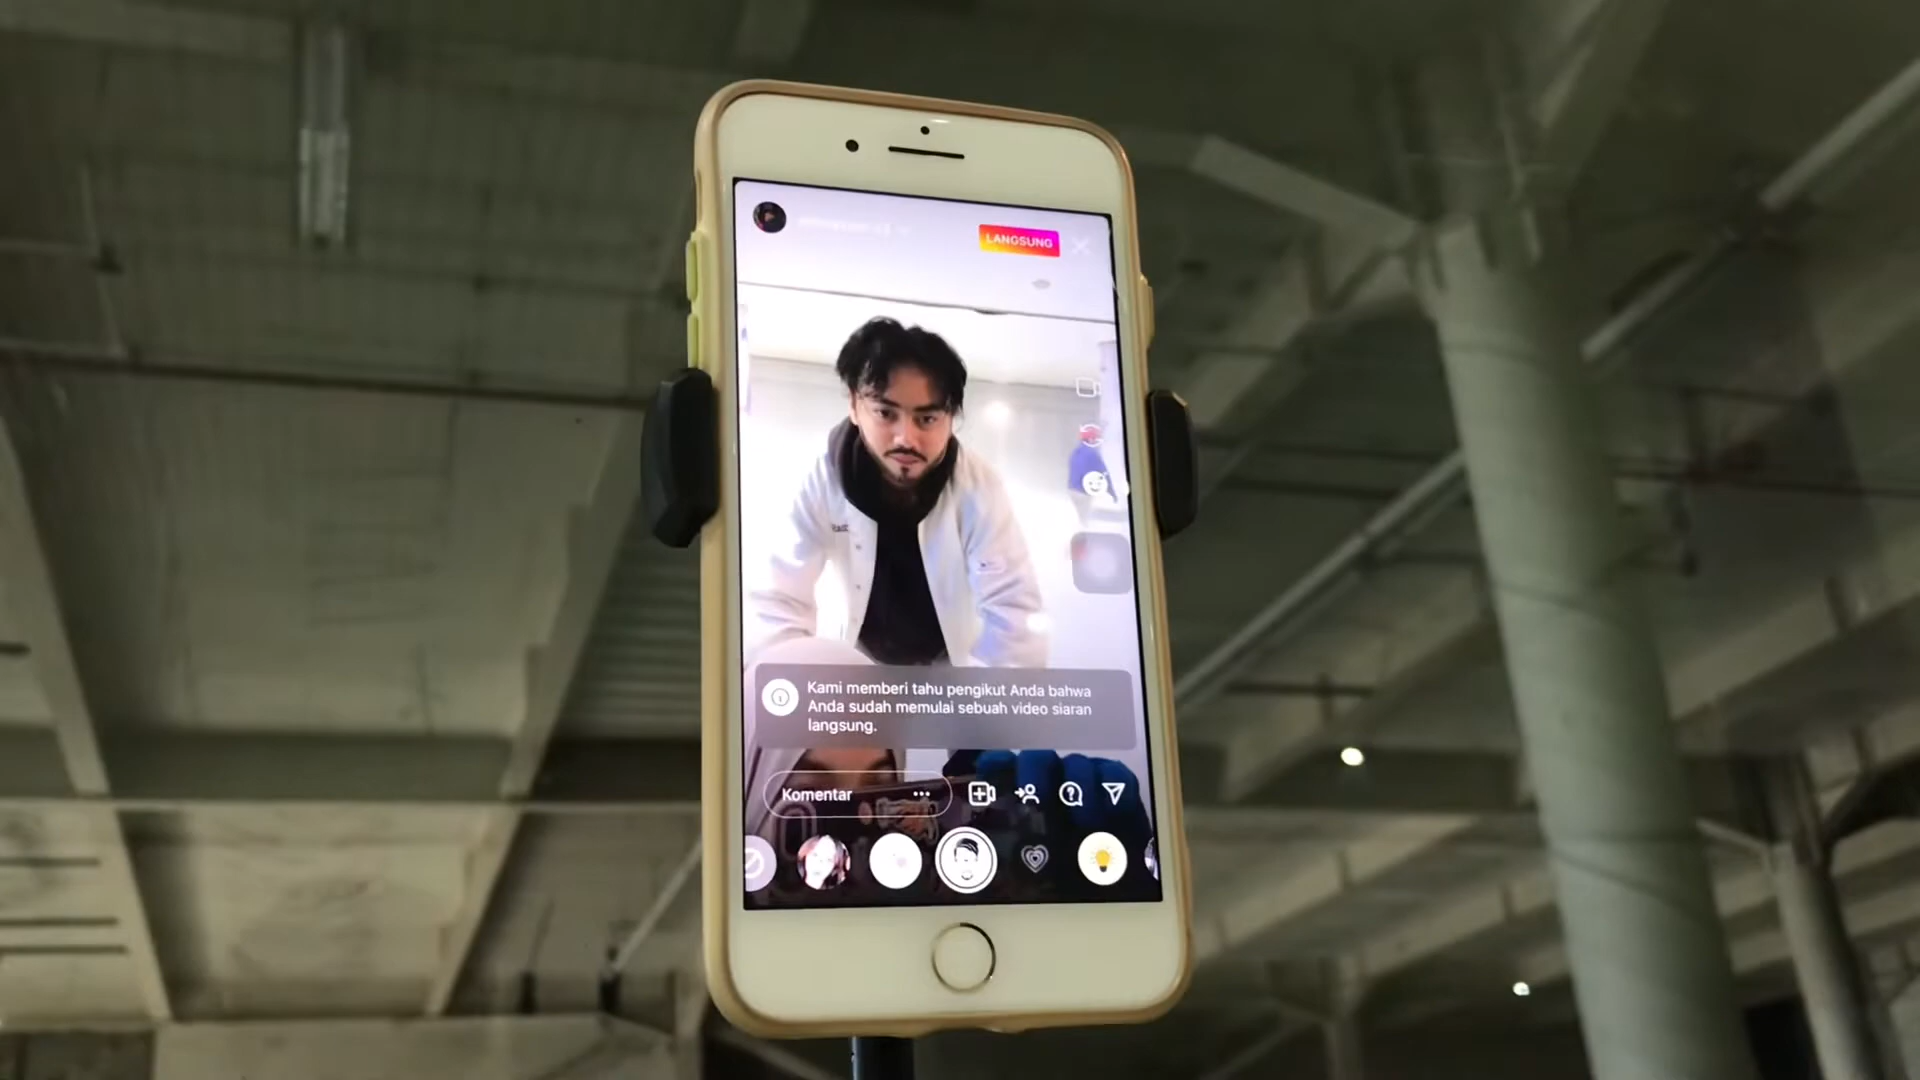 LANGSUNG
Kami memberi tahu pengikut Anda bahwa
Anda sudah memulai sebuah video siaran
langsung.
Komentar